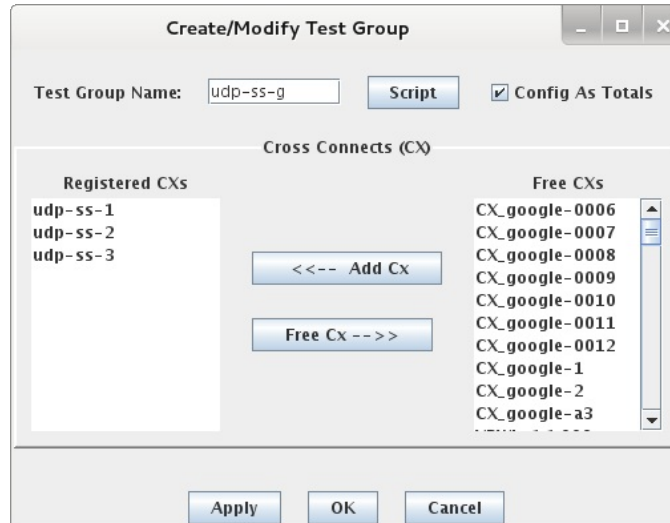 Create/Modify Test Group
Test Group Name: udp-ss-g Script Config As Totals
Cross Connects (CX)
Registered CXs
udp-ss-1
udp-ss-2
udp-ss-3
<<-- Add Cx
Free Cx -->>
Free CXs
CX_google-0006
CX_google-0007
CX_google-0008
CX_google-0009
CX_google-0010
CX_google-0011
CX_google-0012
CX_google-1
CX_google-2
CX_google-a3
Apply OK Cancel